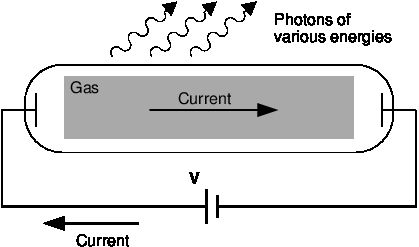 Photons of
various energies
Gas
Current
V
Current